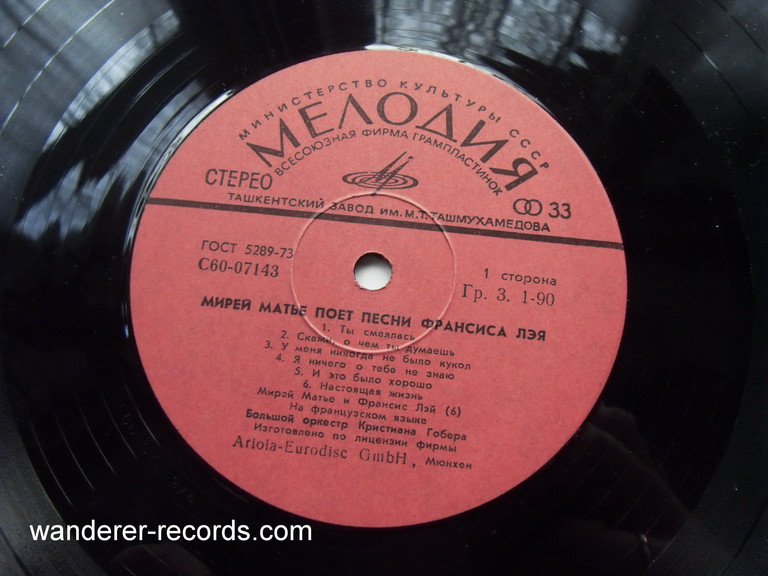 МИНИСТЕРСТВО КУЛЬТУРЫ СССР
МЕЛОДИЯ
ВСЕСОЮЗНАЯ ФИРМА ГРАМПЛАСТИНОК
СТЕРЕО
33
ТАШКЕНТСКИЙ ЗАВОД ИМ. М.Т. ТАШМУХАМЕДОВА
ГОСТ 5289-73
С60-07143
1 сторона
Гр. 3. 1-90
МИРЕЙ МАТЬЕ ПОЕТ ПЕСНИ ФРАНСИСА ЛЭЯ
1. Ты смеялась
2. Скажи, о чем ты думаешь
3. У меня никогда не было кукол
4. Я ничего о тебе не знаю
5. И это было хорошо
6. Настоящая жизнь
Мирей Матье и Франсис Лэй (6)
На французском языке
Большой оркестр Кристиана Гобера
Изготовлено по лицензии фирмы
Ariola-Eurodisc GmbH, Мюнхен
wanderer-records.com